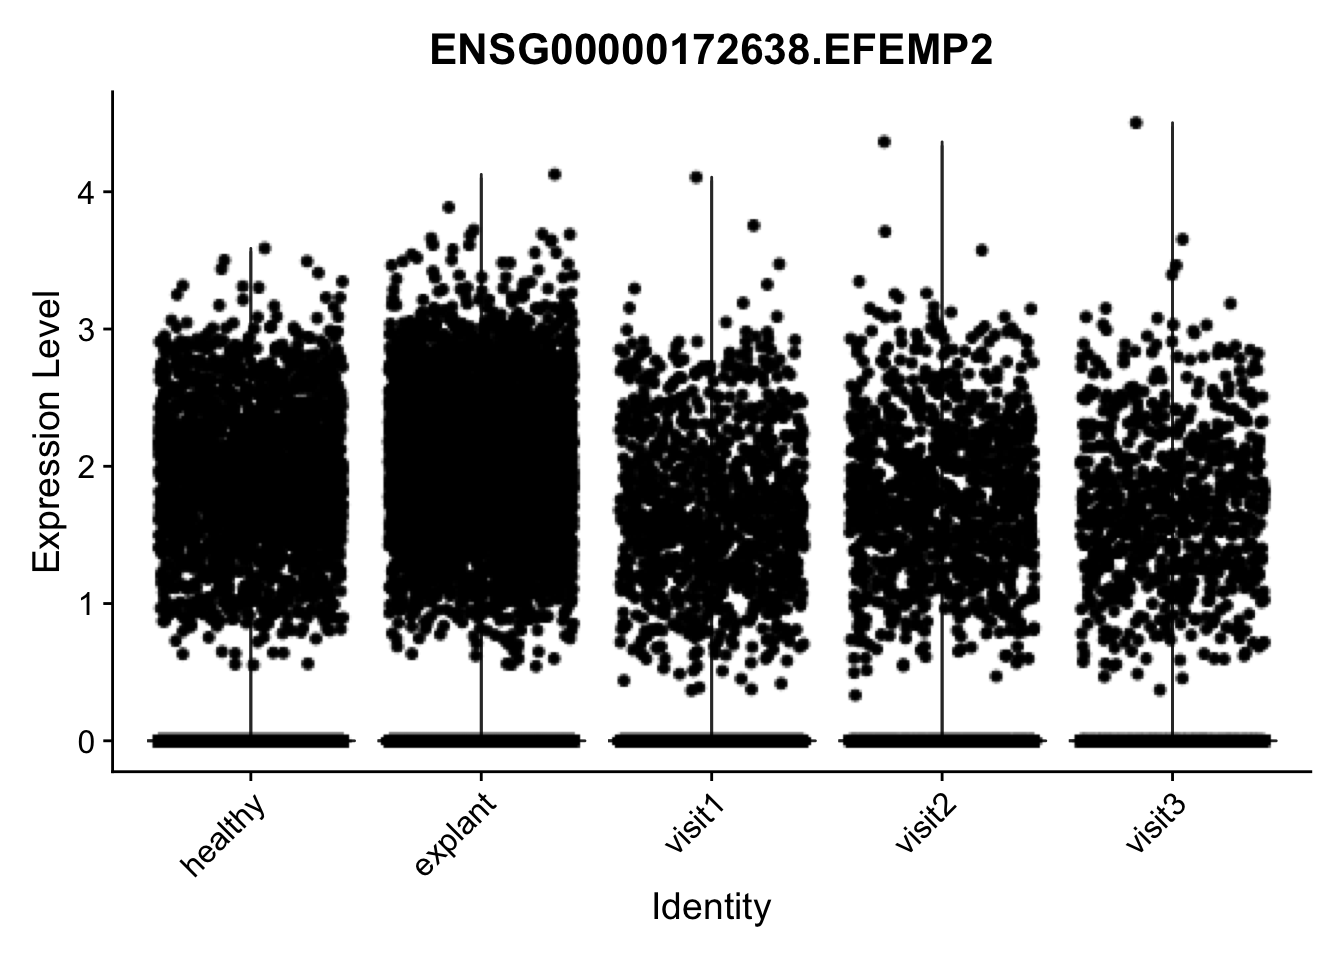 ENSG00000172638.EFEMP2
Expression Level
4
3
2
1
0
healthy
explant
visit1
visit2
visit3
Identity